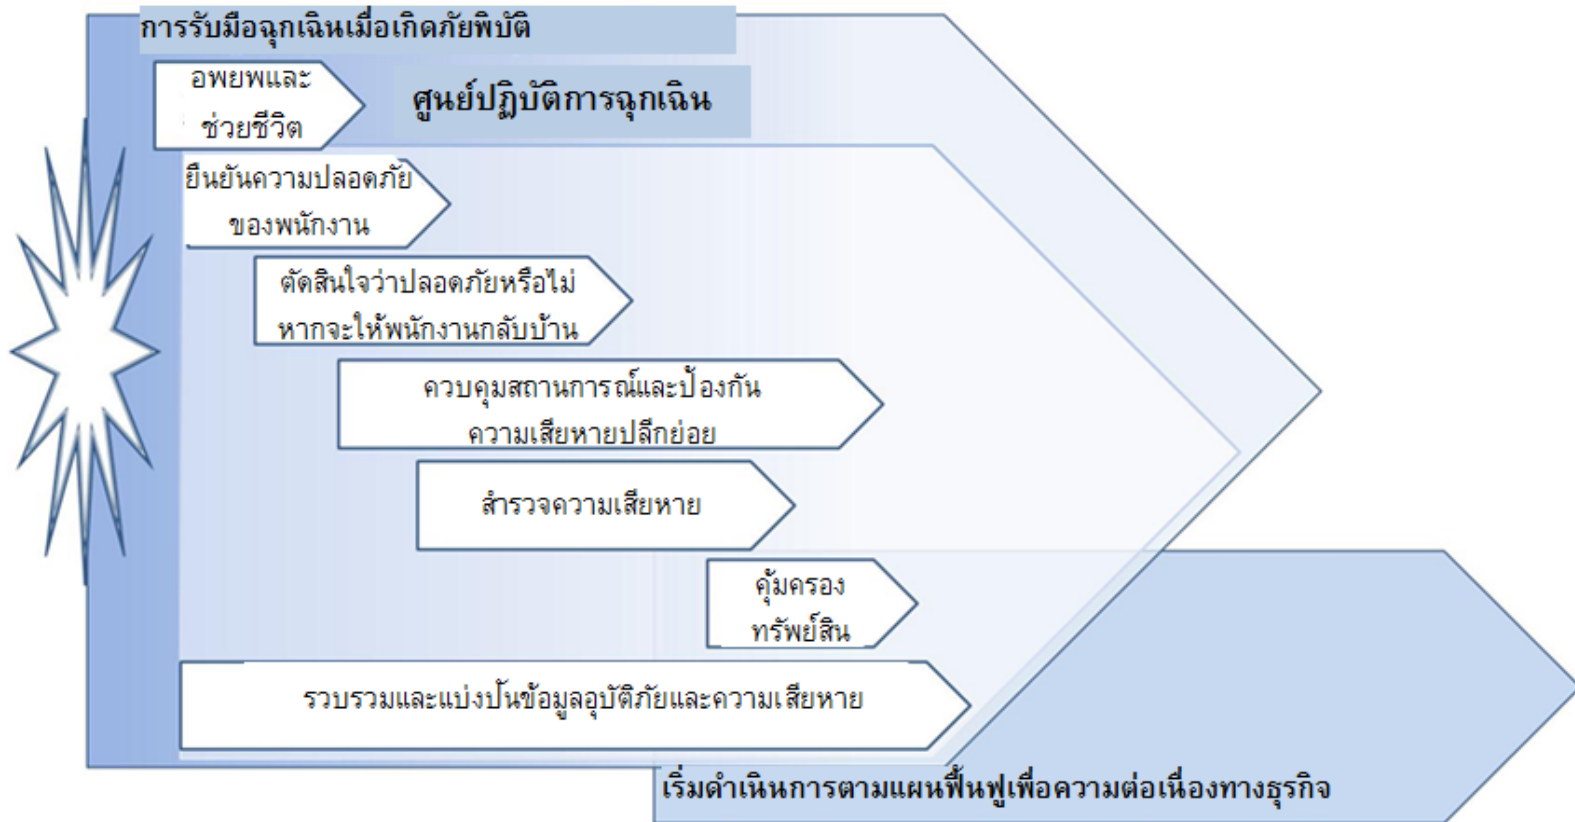 การรับมือฉุกเฉินเมื่อเกิดภัยพิบัติ
อพยพและ
ช่วยชีวิต
ศูนย์ปฏิบัติการฉุกเฉิน
ยืนยันความปลอดภัย
ของพนักงาน
ตัดสินใจว่าปลอดภัยหรือไม่
หากจะให้พนักงานกลับบ้าน
ควบคุมสถานการณ์และป้องกัน
ความเสียหายปลีกย่อย
สำรวจความเสียหาย
คุ้มครอง
ทรัพย์สิน
รวบรวมและแบ่งปันข้อมูลอุบัติภัยและความเสียหาย
เริ่มดำเนินการตามแผนฟื้นฟูเพื่อความต่อเนื่องทางธุรกิจ